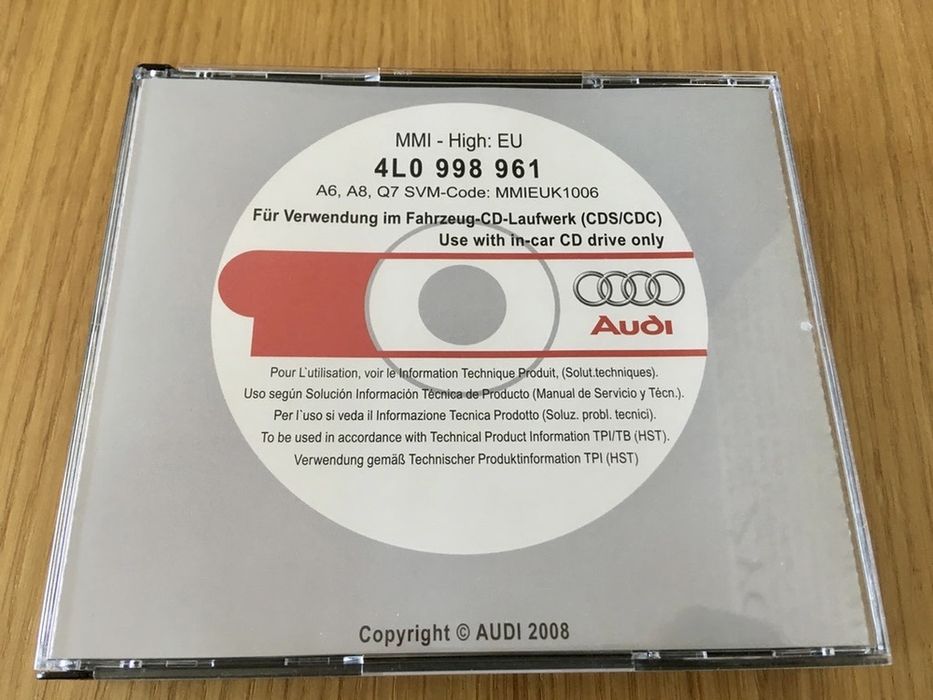 MMI - High: EU
4L0 998 961
A6, A8, Q7 SVM-Code: MMIEUK1006
Für Verwendung im Fahrzeug-CD-Laufwerk (CDS/CDC)
Use with in-car CD drive only
Audi
Pour L`utilisation, voir le Information Technique Produit, (Solut.techniques).
Uso según Solución Información Técnica de Producto (Manual de Servicio y Técn.).
Per l`uso si veda il Informazione Tecnica Prodotto (Soluz. probl. tecnici).
To be used in accordance with Technical Product Information TPI/TB (HST).
Verwendung gemäß Technischer Produktinformation TPI (HST)
Copyright © AUDI 2008